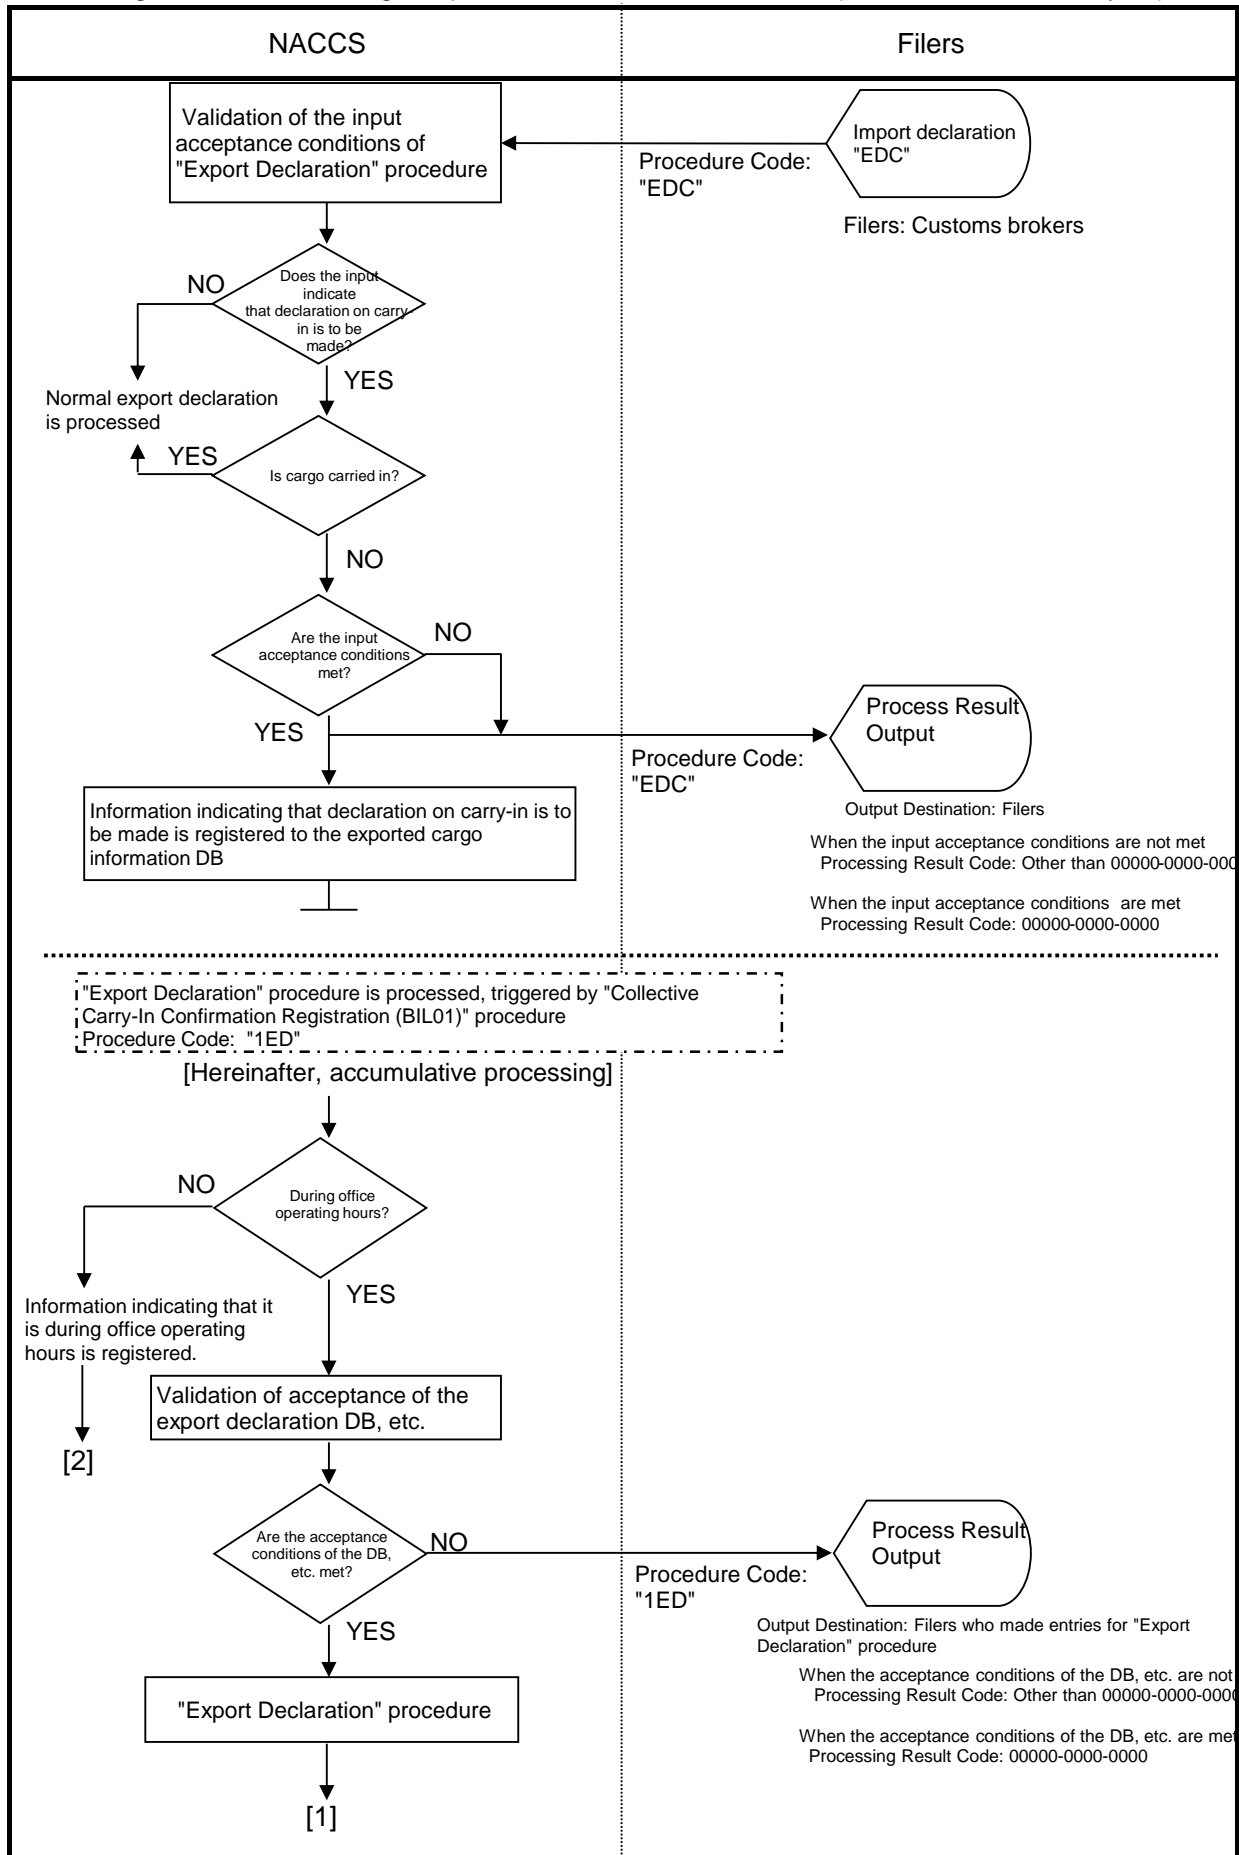 NACCS
Filers
Validation of the input
acceptance conditions of
"Export Declaration" procedure
Import declaration
"EDC"
Procedure Code:
"EDC"
Filers: Customs brokers
NO
Does the input
indicate
that declaration on carry-
in is to be
made?
YES
Normal export declaration
is processed
YES
Is cargo carried in?
NO
Are the input
acceptance conditions
met?
NO
YES
Process Result
Output
Procedure Code:
"EDC"
Output Destination: Filers
Information indicating that declaration on carry-in is to
be made is registered to the exported cargo
information DB
When the input acceptance conditions are not met
Processing Result Code: Other than 00000-0000-000
When the input acceptance conditions are met
Processing Result Code: 00000-0000-0000
"Export Declaration" procedure is processed, triggered by "Collective
Carry-In Confirmation Registration (BIL01)" procedure
Procedure Code: "1ED"
[Hereinafter, accumulative processing]
NO
During office
operating hours?
YES
Information indicating that it
is during office operating
hours is registered.
[2]
Validation of acceptance of the
export declaration DB, etc.
Are the acceptance
conditions of the DB,
etc. met?
NO
Process Result
Output
Procedure Code:
"1ED"
YES
Output Destination: Filers who made entries for "Export
Declaration" procedure
When the acceptance conditions of the DB, etc. are not
Processing Result Code: Other than 00000-0000-0000
When the acceptance conditions of the DB, etc. are met
Processing Result Code: 00000-0000-0000
"Export Declaration" procedure
[1]